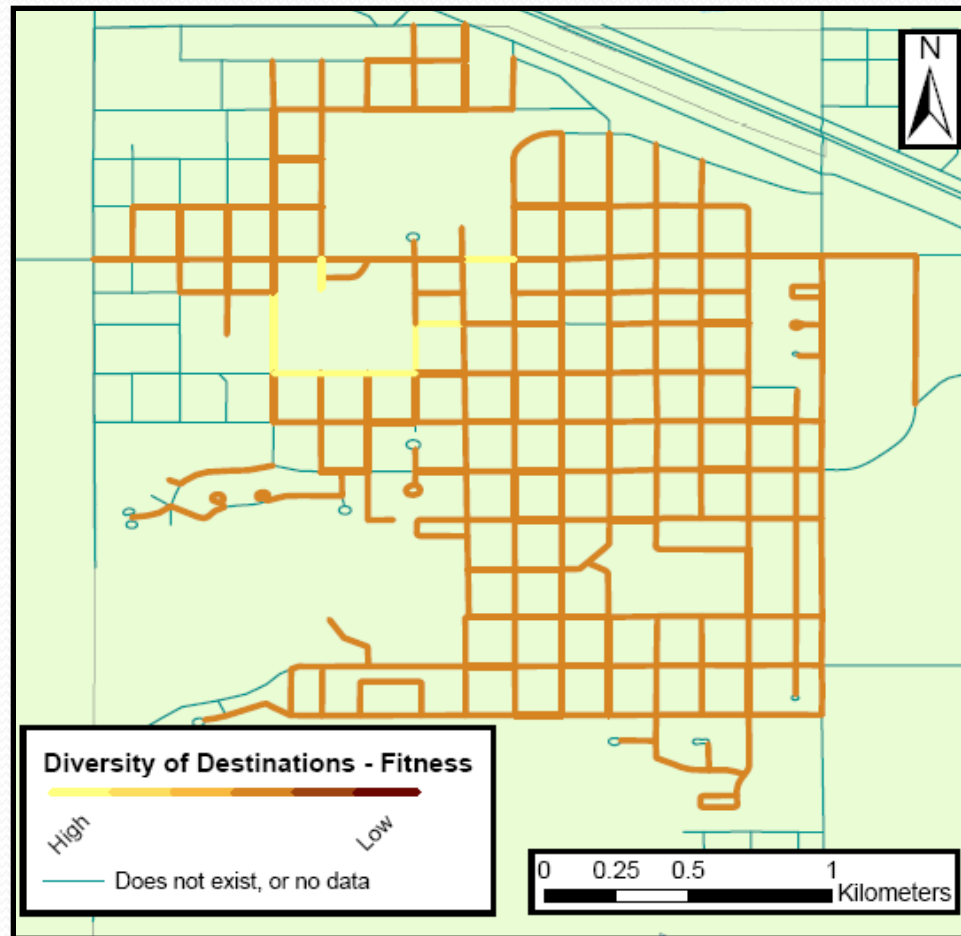 N
Diversity of Destinations - Fitness
High
Low
Does not exist, or no data
0 0.25 0.5 1
Kilometers